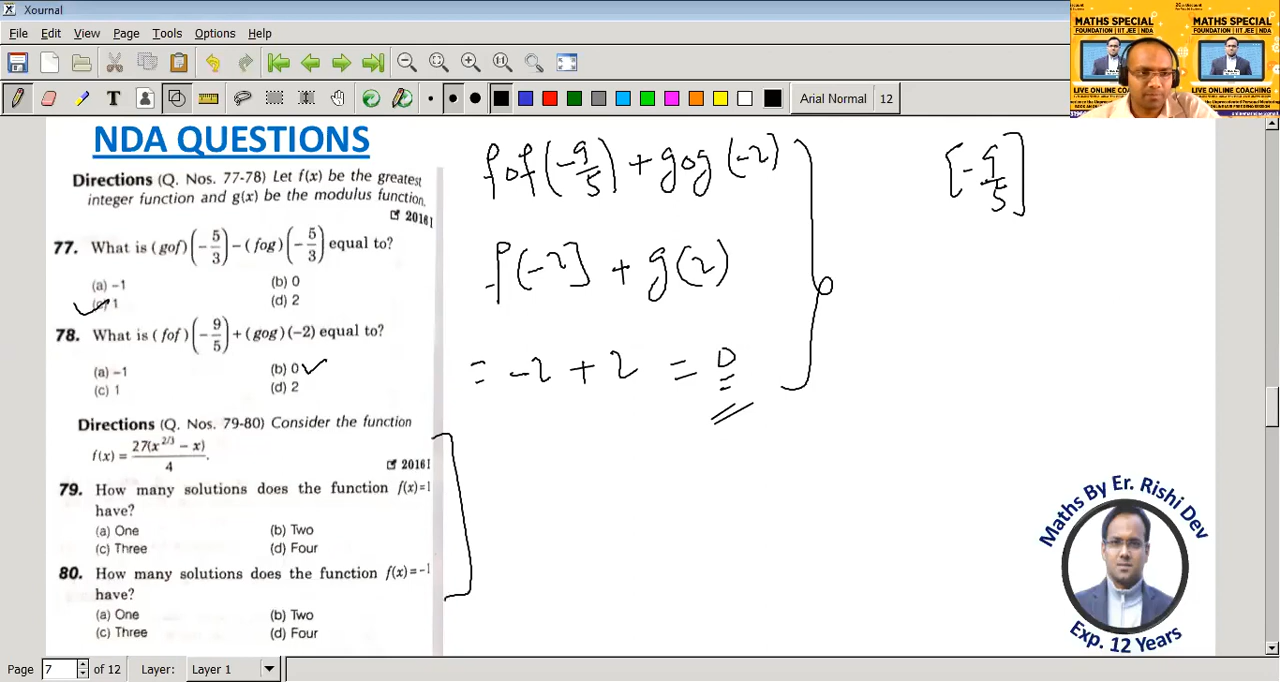 Xournal
File Edit View Page Tools Options Help
Arial Normal 12
MATHS SPECIAL
FOUNDATION | IIT JEE | NDA
LIVE ONLINE COACHING
MATHS SPECIAL
FOUNDATION | IIT JEE | NDA
LIVE ONLINE COACHING
NDA QUESTIONS
Directions (Q. Nos. 77-78) Let f(x) be the greatest
integer function and g(x) be the modulus function.
2016 I
77. What is (gof)(-5/3) - (fog)(-5/3) equal to?
(a) -1 (b) 0
(c) 1 (d) 2
78. What is (fof)(-9/5) + (gog)(-2) equal to?
(a) -1 (b) 0
(c) 1 (d) 2
Directions (Q. Nos. 79-80) Consider the function
f(x) = 27(x^2/3 - x)/4.
2016 I
79. How many solutions does the function f(x)=1
have?
(a) One (b) Two
(c) Three (d) Four
80. How many solutions does the function f(x)=-1
have?
(a) One (b) Two
(c) Three (d) Four
fof(-9/5) + gog(-2)
f(-2] + g(2)
= -2 + 2 = 0
[-9/5]
Maths By Er. Rishi Dev
Exp. 12 Years
Page 7 of 12 Layer: Layer 1